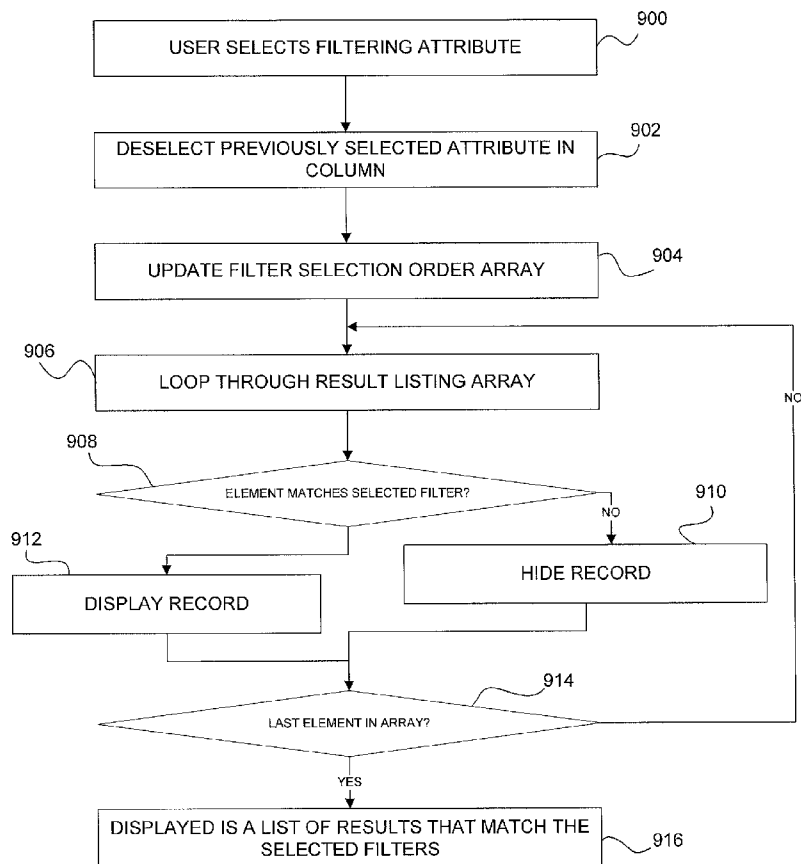 USER SELECTS FILTERING ATTRIBUTE
900
DESELECT PREVIOUSLY SELECTED ATTRIBUTE IN
COLUMN
902
UPDATE FILTER SELECTION ORDER ARRAY
904
906
LOOP THROUGH RESULT LISTING ARRAY
NO
908
ELEMENT MATCHES SELECTED FILTER?
NO
910
912
HIDE RECORD
DISPLAY RECORD
914
LAST ELEMENT IN ARRAY?
YES
DISPLAYED IS A LIST OF RESULTS THAT MATCH THE
SELECTED FILTERS
916